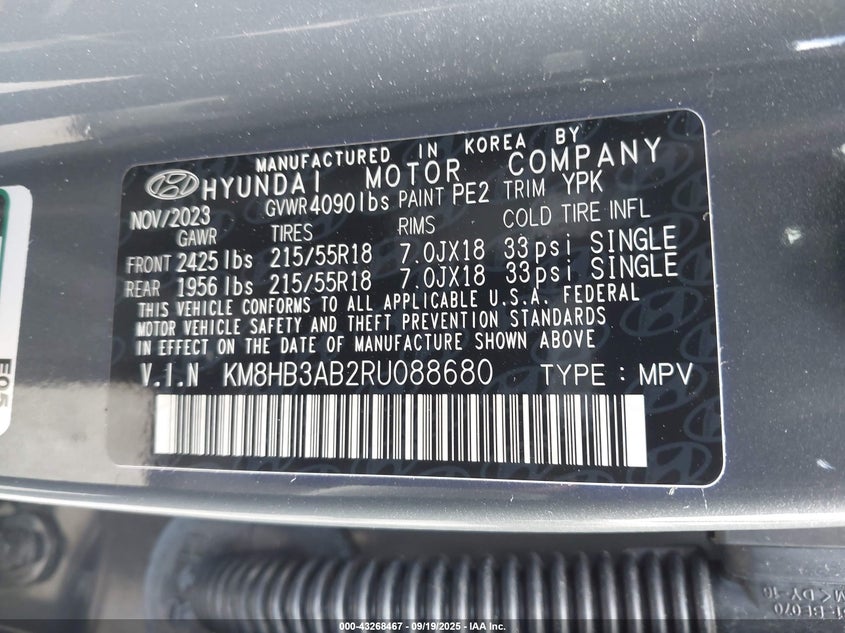 MANUFACTURED IN KOREA BY
HYUNDAI MOTOR COMPANY
NOV/2023 GVWR 4090 lbs PAINT PE2 TRIM YPK
GAWR TIRES RIMS COLD TIRE INFL
FRONT 2425 lbs 215/55R18 7.0JX18 33psi SINGLE
REAR 1956 lbs 215/55R18 7.0JX18 33psi SINGLE
THIS VEHICLE CONFORMS TO ALL APPLICABLE U.S.A. FEDERAL
MOTOR VEHICLE SAFETY AND THEFT PREVENTION STANDARDS
IN EFFECT ON THE DATE OF MANUFACTURE SHOWN ABOVE
V.I.N KM8HB3AB2RU088680 TYPE : MPV
E05
000-43268467 - 09/19/2025 - IAA Inc.